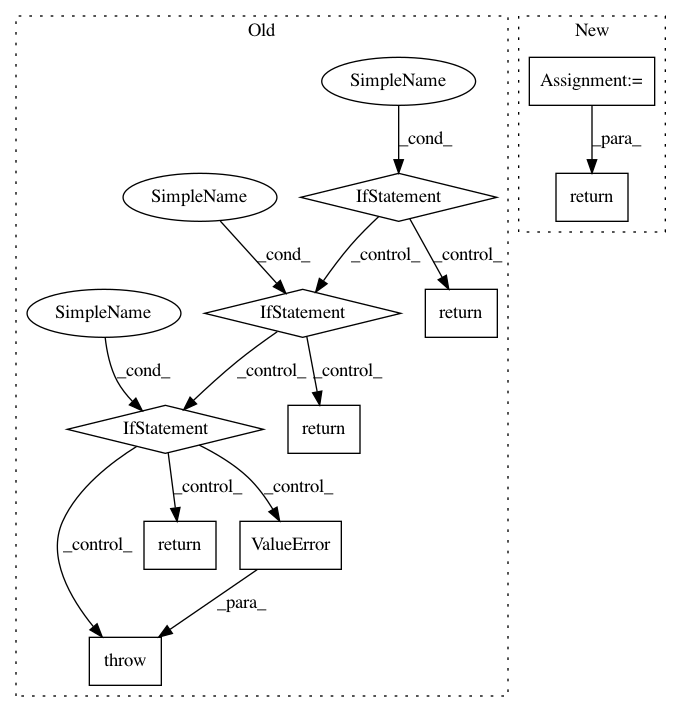 Old
New
SimpleName
Assignment:=
_cond_
_para_
SimpleName
IfStatement
return
_cond_
_control_
_control_
SimpleName
IfStatement
return
_cond_
_control_
_control_
IfStatement
return
_control_
_control_
_control_
return
ValueError
_para_
throw